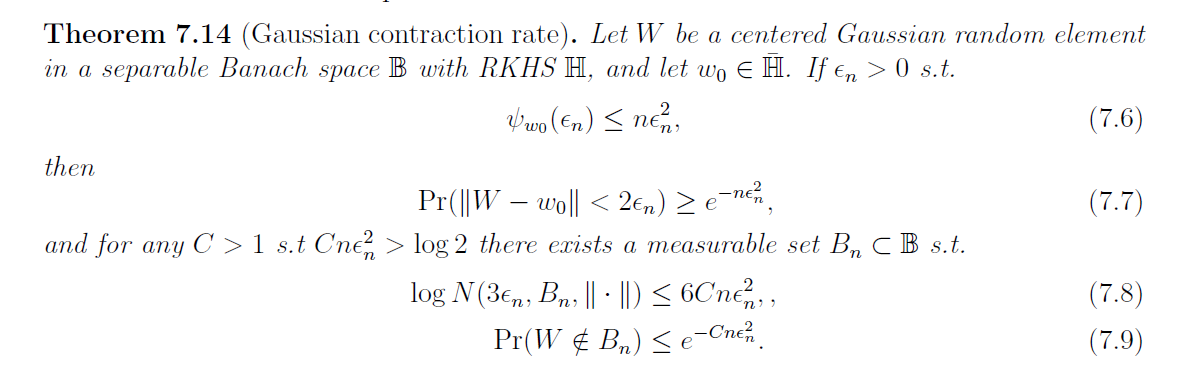 Theorem 7.14 (Gaussian contraction rate). Let W be a centered Gaussian random element
in a separable Banach space 𝔹 with RKHS ℍ, and let w₀ ∈ ℍ̄. If ϵₙ > 0 s.t.
ψ_{w₀}(ϵₙ) ≤ nϵₙ², (7.6)
then
Pr(‖W − w₀‖ < 2ϵₙ) ≥ e^{−nϵₙ²}, (7.7)
and for any C > 1 s.t Cnϵₙ² > log 2 there exists a measurable set Bₙ ⊂ 𝔹 s.t.
log N(3ϵₙ, Bₙ, ‖ · ‖) ≤ 6Cnϵₙ², , (7.8)
Pr(W ∉ Bₙ) ≤ e^{−Cnϵₙ²}. (7.9)